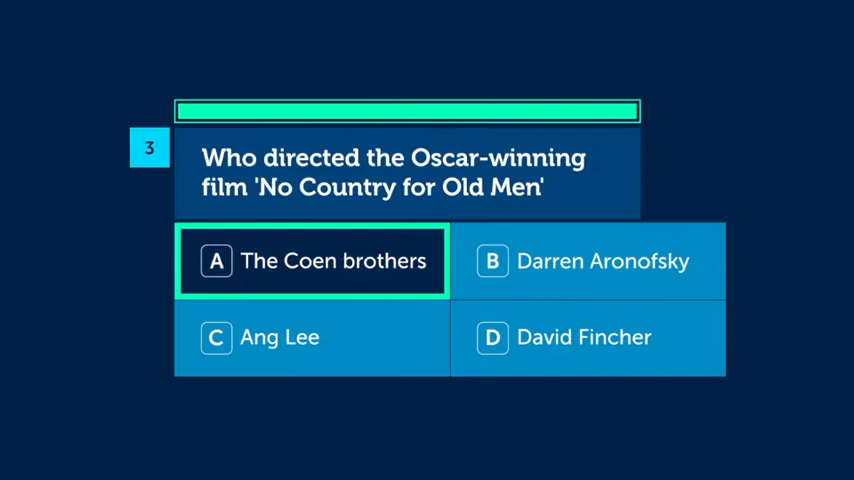 3
Who directed the Oscar-winning
film 'No Country for Old Men'
A The Coen brothers
B Darren Aronofsky
C Ang Lee
D David Fincher